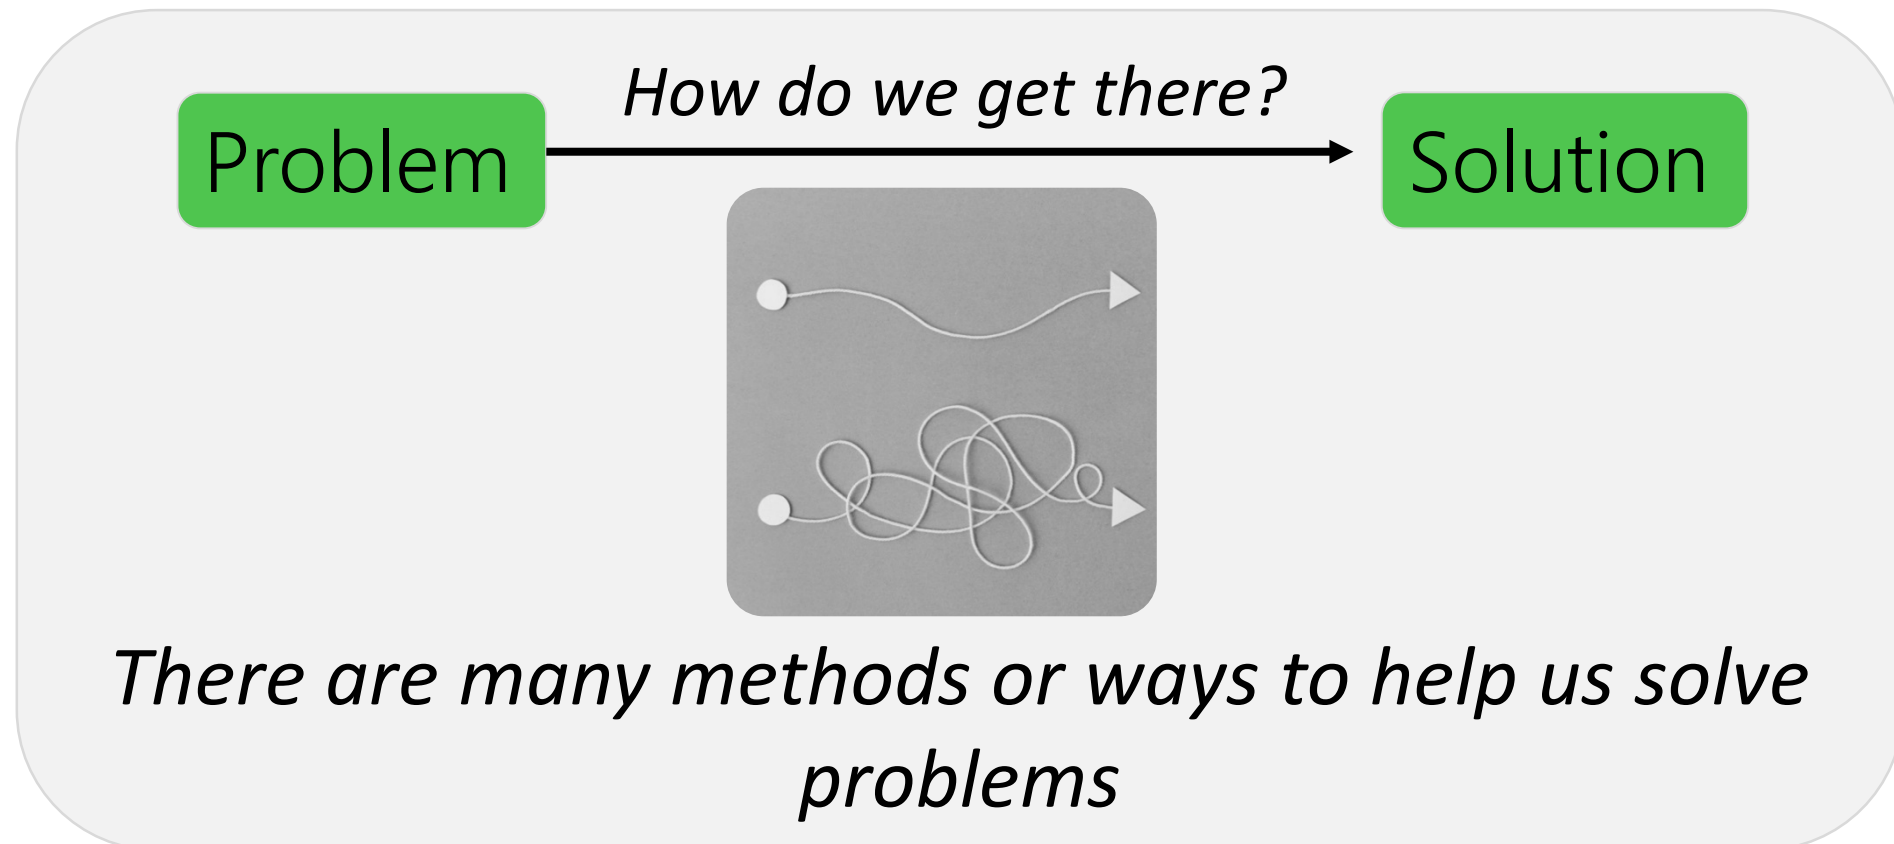 How do we get there?
Problem
Solution
There are many methods or ways to help us solve
problems